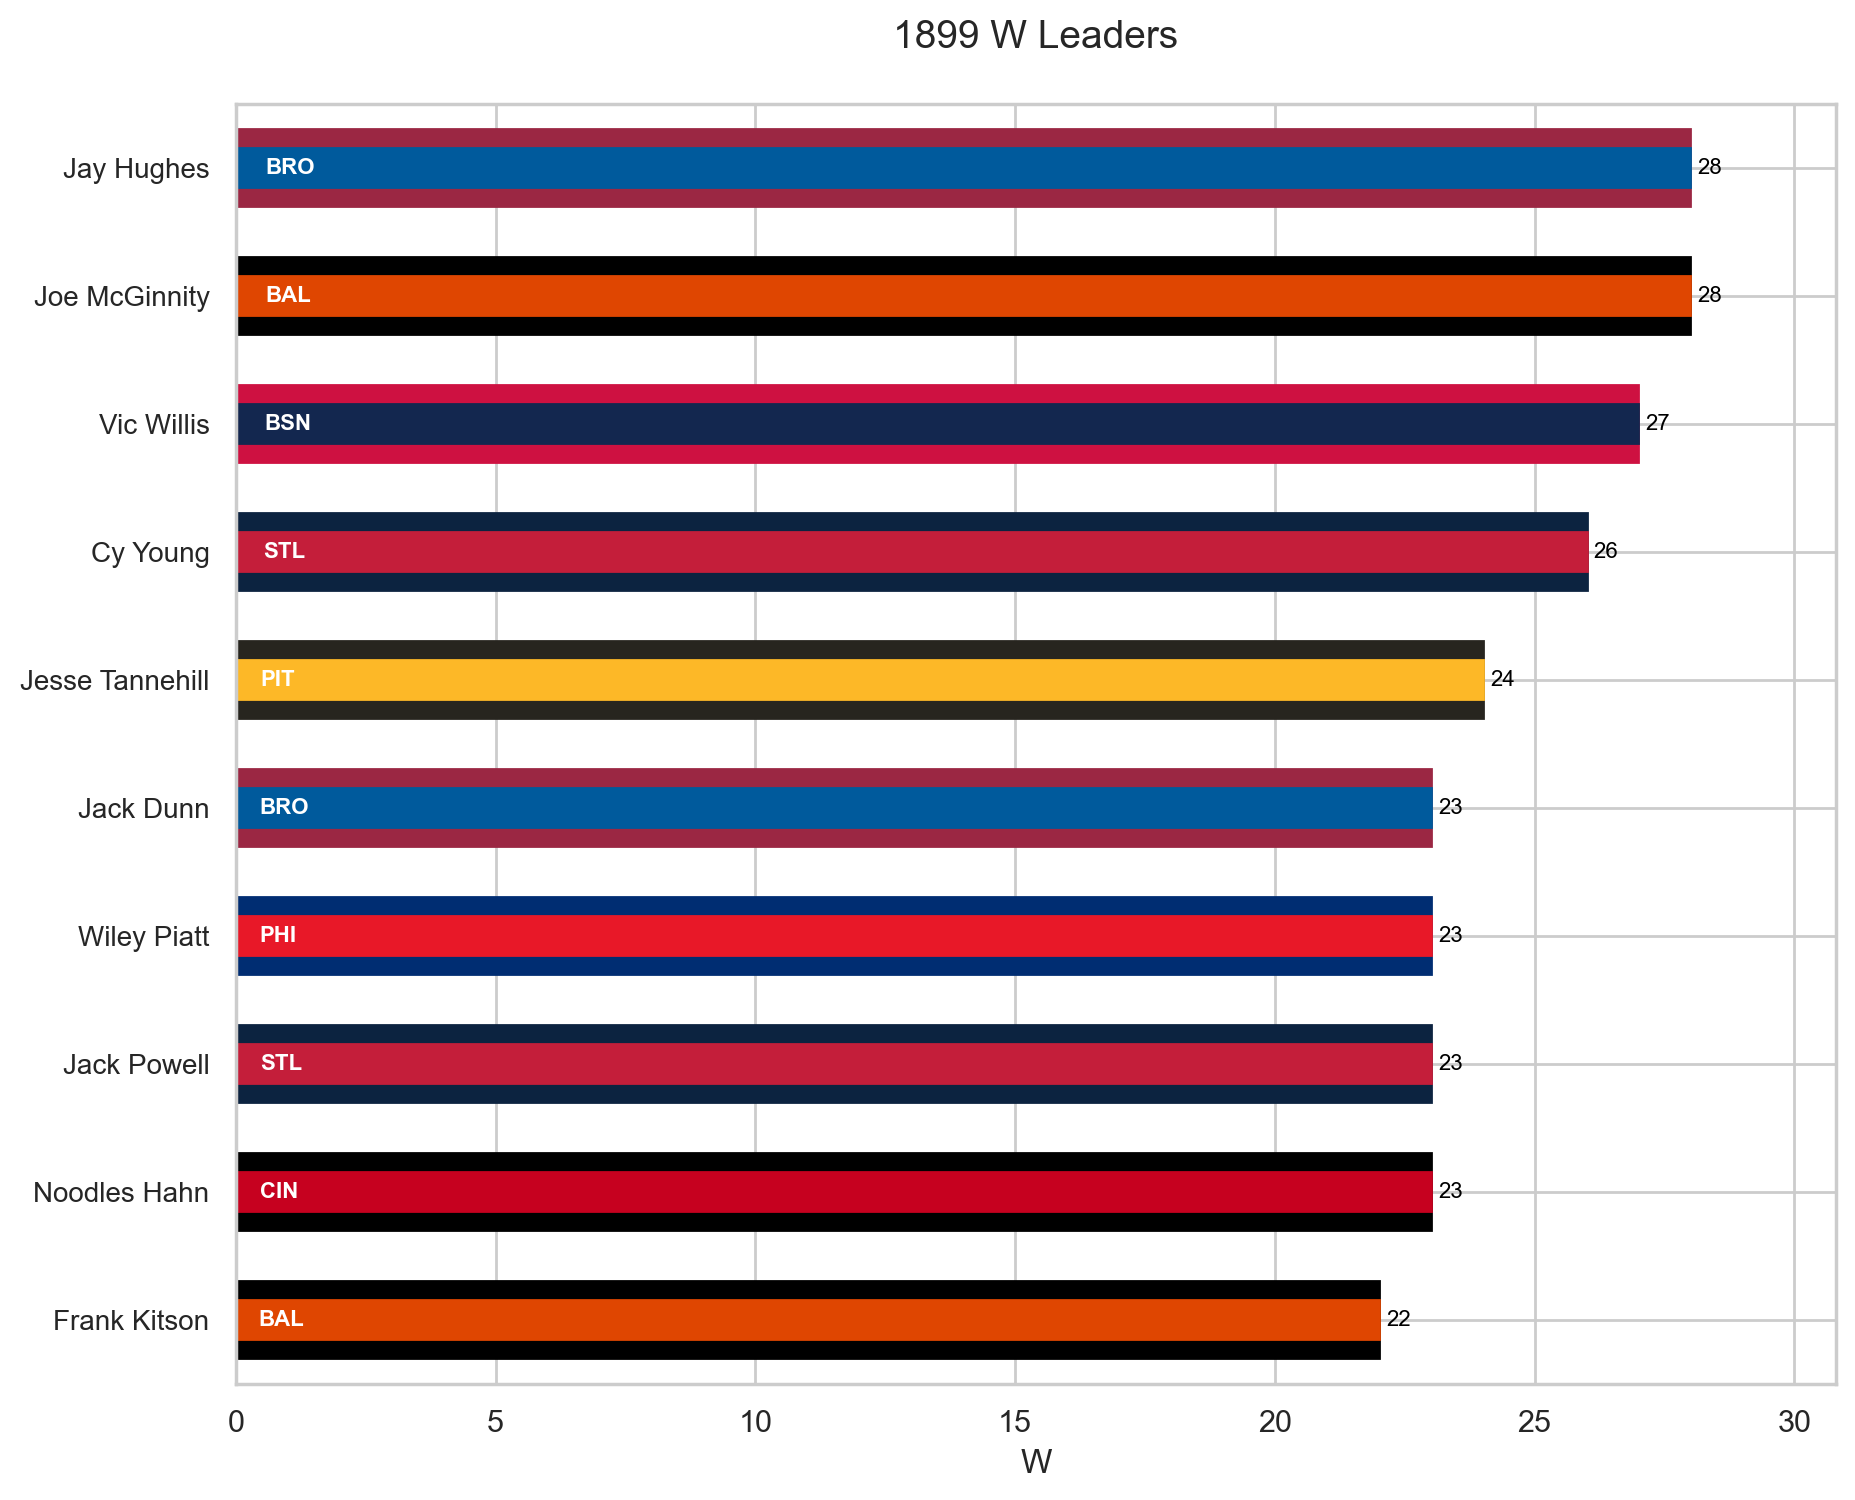 1899 W Leaders
Jay Hughes BRO 28
Joe McGinnity BAL 28
Vic Willis BSN 27
Cy Young STL 26
Jesse Tannehill PIT 24
Jack Dunn BRO 23
Wiley Piatt PHI 23
Jack Powell STL 23
Noodles Hahn CIN 23
Frank Kitson BAL 22
0 5 10 15 20 25 30
W